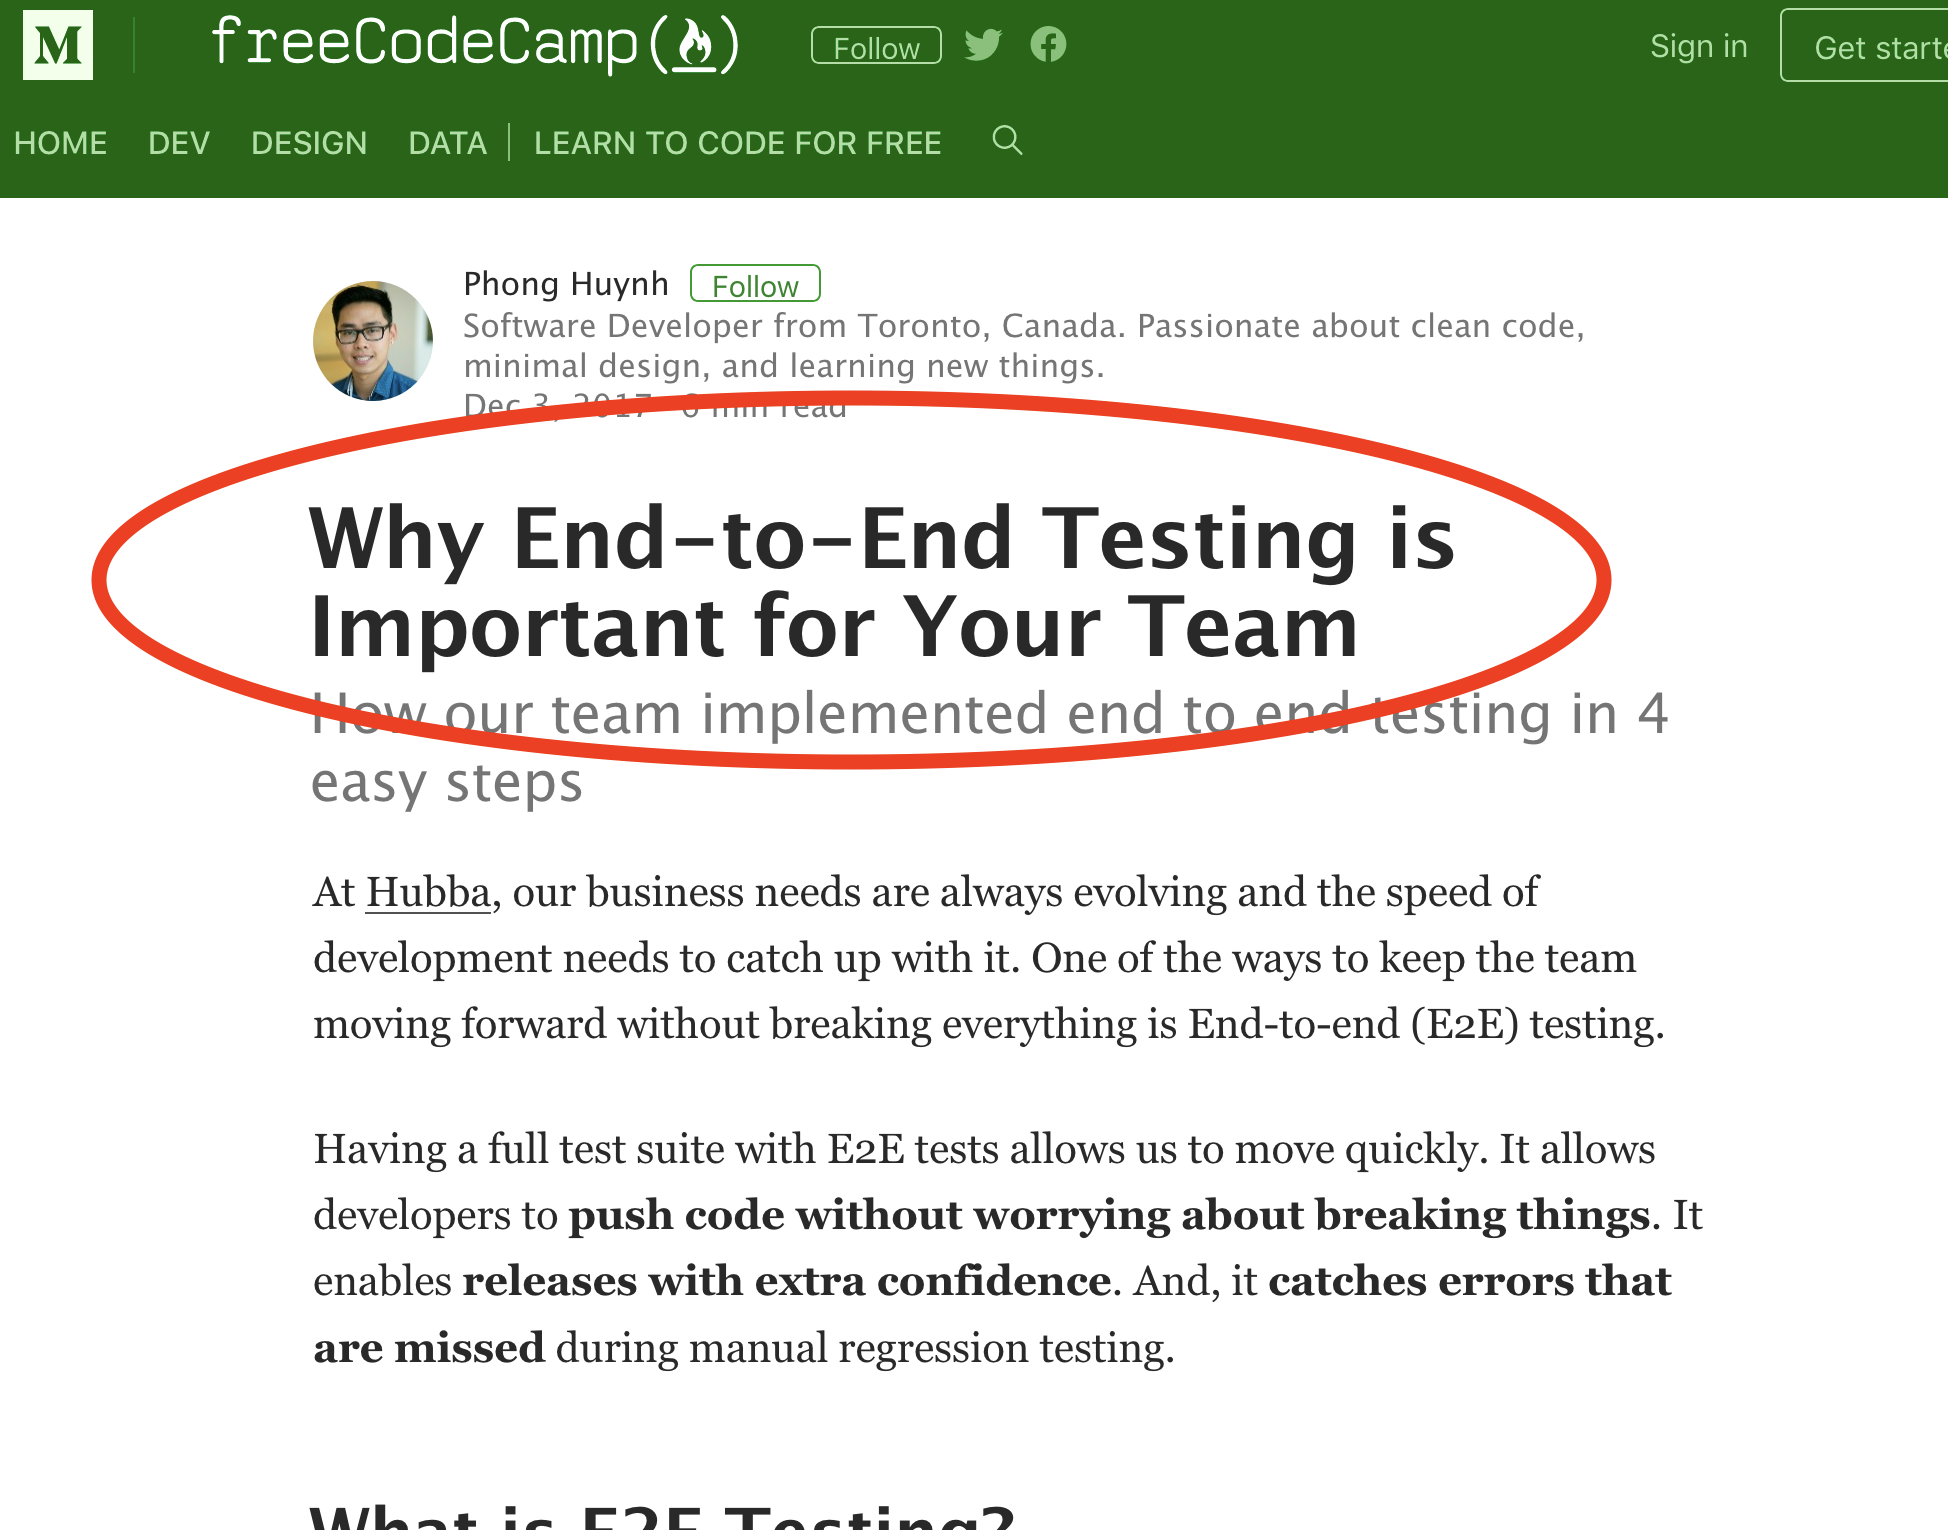 M freeCodeCamp Follow Sign in Get starte
HOME DEV DESIGN DATA LEARN TO CODE FOR FREE
Phong Huynh Follow
Software Developer from Toronto, Canada. Passionate about clean code,
minimal design, and learning new things.
Dec 3, 2017 · 6 min read
Why End-to-End Testing is
Important for Your Team
How our team implemented end to end testing in 4
easy steps
At Hubba, our business needs are always evolving and the speed of
development needs to catch up with it. One of the ways to keep the team
moving forward without breaking everything is End-to-end (E2E) testing.
Having a full test suite with E2E tests allows us to move quickly. It allows
developers to push code without worrying about breaking things. It
enables releases with extra confidence. And, it catches errors that
are missed during manual regression testing.
What is E2E Testing?